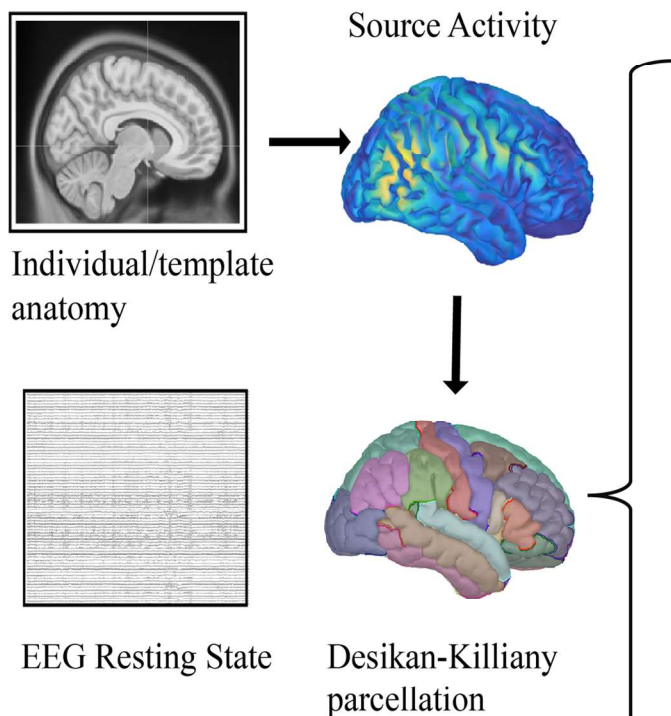 Source Activity
Individual/template
anatomy
EEG Resting State
Desikan-Killiany
parcellation